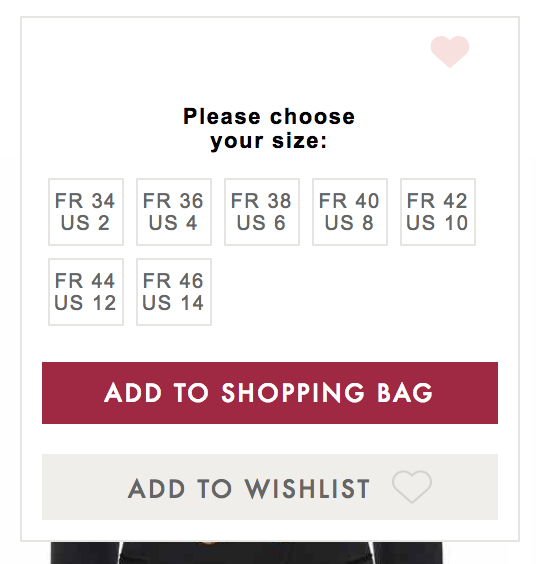 Please choose
your size:
FR 34 FR 36 FR 38 FR 40 FR 42
US 2 US 4 US 6 US 8 US 10
FR 44 FR 46
US 12 US 14
ADD TO SHOPPING BAG
ADD TO WISHLIST